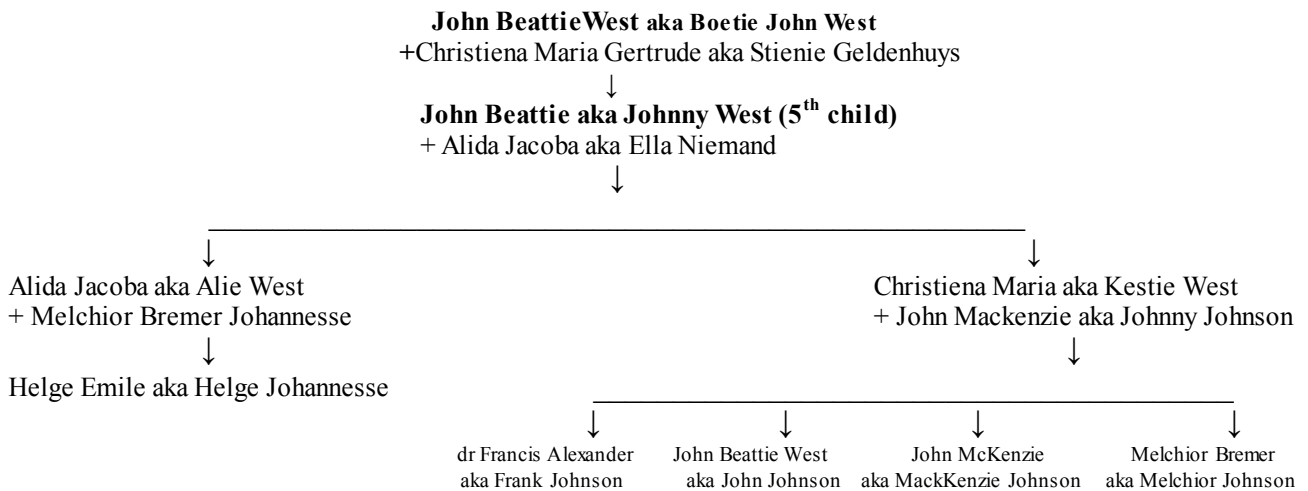 John BeattieWest aka Boetie John West
+Christiena Maria Gertrude aka Stienie Geldenhuys
↓
John Beattie aka Johnny West (5th child)
+ Alida Jacoba aka Ella Niemand
↓
↓ ↓
Alida Jacoba aka Alie West Christiena Maria aka Kestie West
+ Melchior Bremer Johannesse + John Mackenzie aka Johnny Johnson
↓ ↓
Helge Emile aka Helge Johannesse
↓ ↓ ↓ ↓
dr Francis Alexander John Beattie West John McKenzie Melchior Bremer
aka Frank Johnson aka John Johnson aka MackKenzie Johnson aka Melchior Johnson